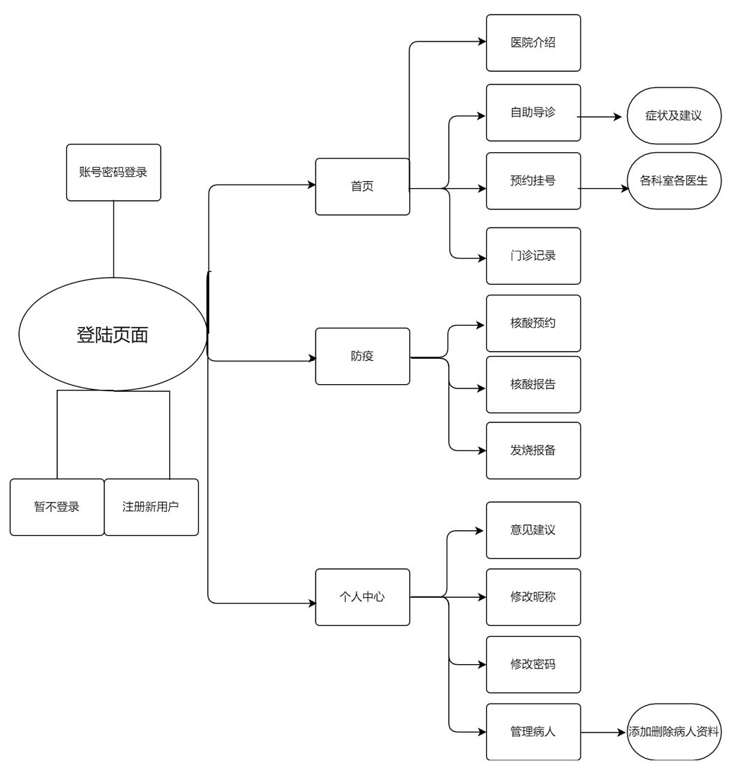 账号密码登录
登陆页面
暂不登录
注册新用户
首页
医院介绍
自助导诊
症状及建议
预约挂号
各科室各医生
门诊记录
防疫
核酸预约
核酸报告
发烧报备
个人中心
意见建议
修改昵称
修改密码
管理病人
添加删除病人资料